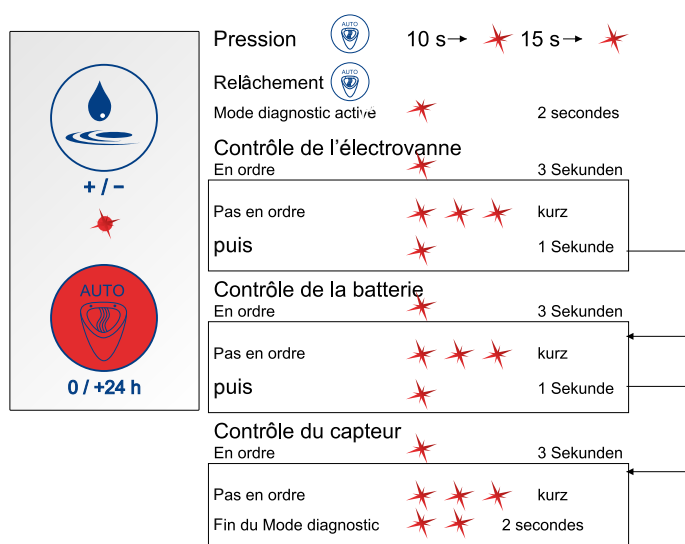 Pression AUTO 10 s 15 s
Relâchement AUTO
Mode diagnostic activé 2 secondes
Contrôle de l'électrovanne
En ordre 3 Sekunden
Pas en ordre kurz
puis 1 Sekunde
Contrôle de la batterie
En ordre 3 Sekunden
Pas en ordre kurz
puis 1 Sekunde
Contrôle du capteur
En ordre 3 Sekunden
Pas en ordre kurz
Fin du Mode diagnostic 2 secondes
+ / −
AUTO
0 / +24 h